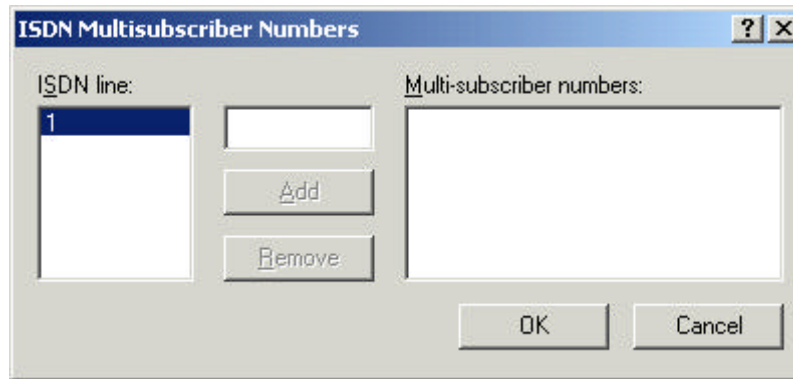 ISDN Multisubscriber Numbers
ISDN line:
Multi-subscriber numbers:
1
Add
Remove
OK
Cancel